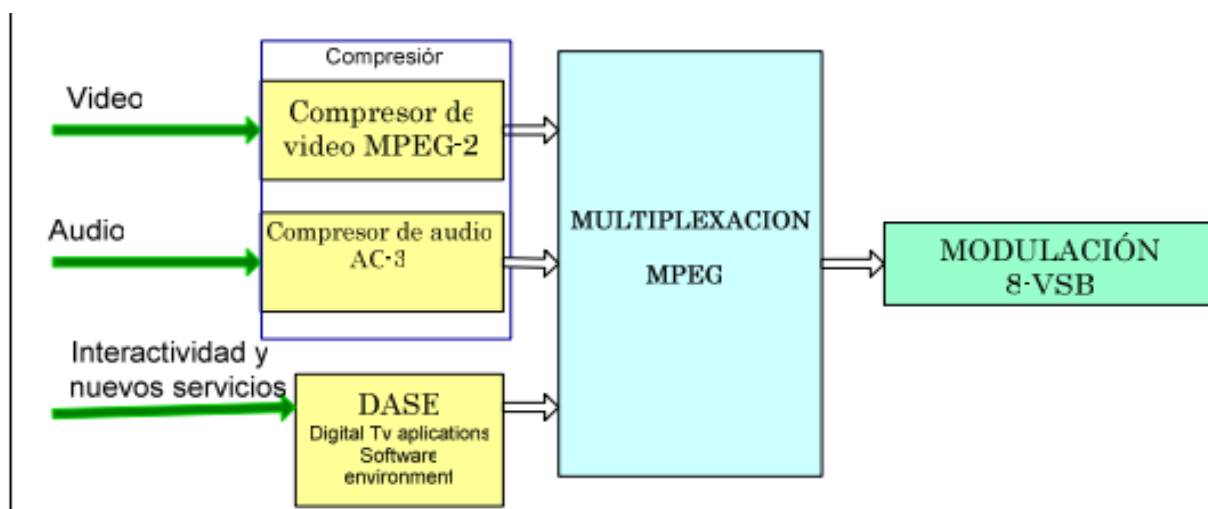 Compresión
Video
Compresor de
video MPEG-2
Audio
Compresor de audio
AC-3
MULTIPLEXACION
MPEG
MODULACIÓN
8-VSB
Interactividad y
nuevos servicios
DASE
Digital Tv aplications
Software
environment